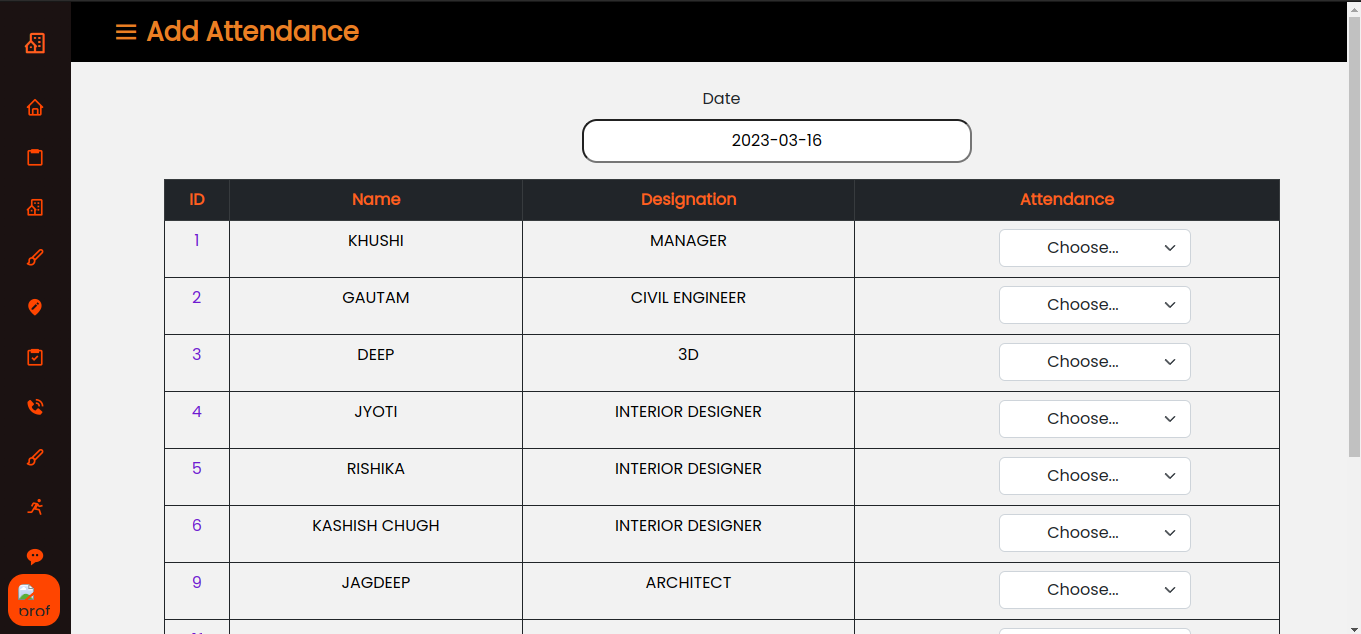 Add Attendance
Date
2023-03-16
ID Name Designation Attendance
1 KHUSHI MANAGER Choose...
2 GAUTAM CIVIL ENGINEER Choose...
3 DEEP 3D Choose...
4 JYOTI INTERIOR DESIGNER Choose...
5 RISHIKA INTERIOR DESIGNER Choose...
6 KASHISH CHUGH INTERIOR DESIGNER Choose...
9 JAGDEEP ARCHITECT Choose...
prof